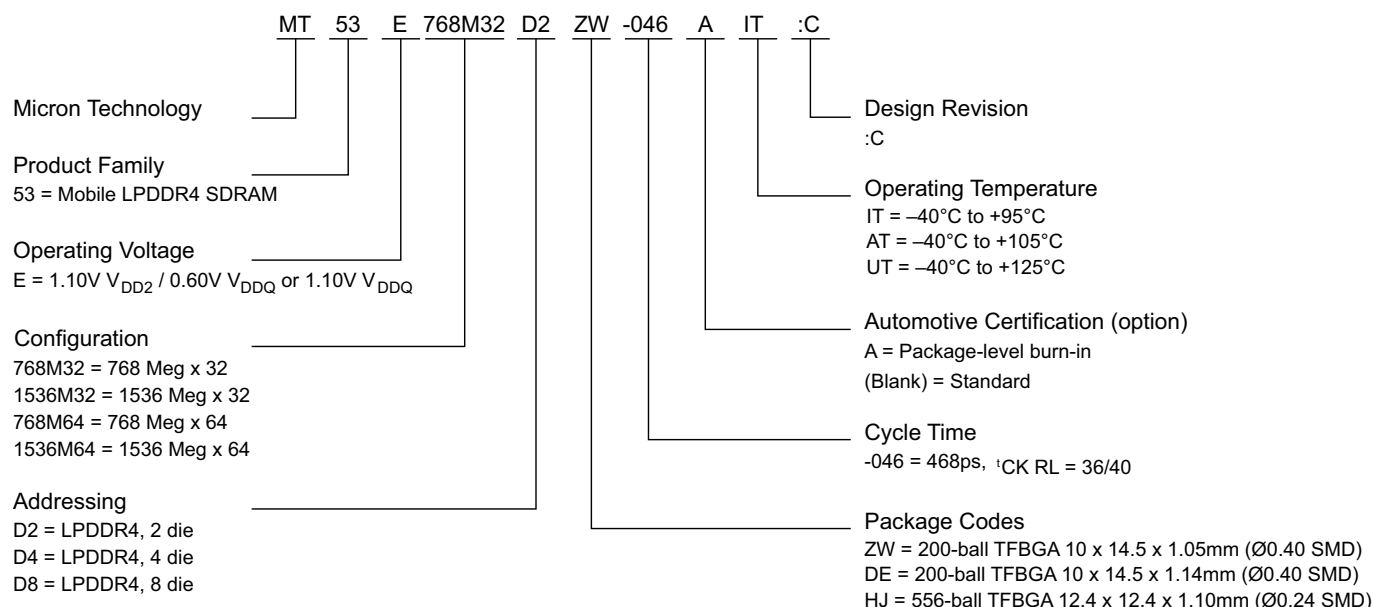 MT 53 E 768M32 D2 ZW -046 A IT :C
Micron Technology
Product Family
53 = Mobile LPDDR4 SDRAM
Operating Voltage
E = 1.10V VDD2 / 0.60V VDDQ or 1.10V VDDQ
Configuration
768M32 = 768 Meg x 32
1536M32 = 1536 Meg x 32
768M64 = 768 Meg x 64
1536M64 = 1536 Meg x 64
Addressing
D2 = LPDDR4, 2 die
D4 = LPDDR4, 4 die
D8 = LPDDR4, 8 die
Design Revision
:C
Operating Temperature
IT = –40°C to +95°C
AT = –40°C to +105°C
UT = –40°C to +125°C
Automotive Certification (option)
A = Package-level burn-in
(Blank) = Standard
Cycle Time
-046 = 468ps, tCK RL = 36/40
Package Codes
ZW = 200-ball TFBGA 10 x 14.5 x 1.05mm (Ø0.40 SMD)
DE = 200-ball TFBGA 10 x 14.5 x 1.14mm (Ø0.40 SMD)
HJ = 556-ball TFBGA 12.4 x 12.4 x 1.10mm (Ø0.24 SMD)